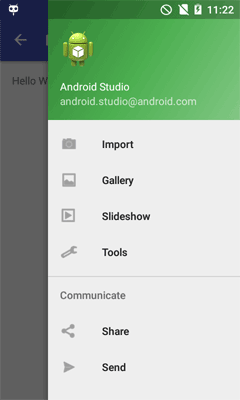 11:22
Android Studio
android.studio@android.com
Hello W
Import
Gallery
Slideshow
Tools
Communicate
Share
Send